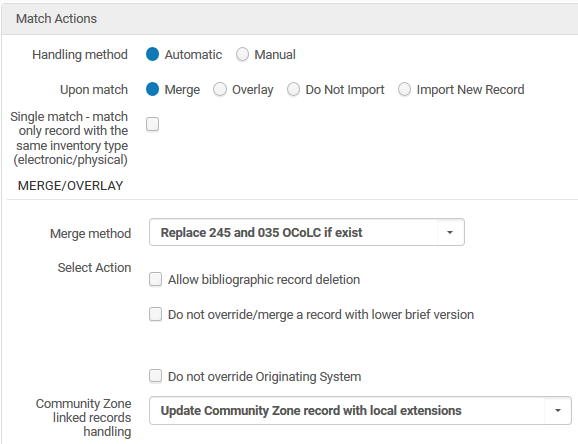 Match Actions
Handling method Automatic Manual
Upon match Merge Overlay Do Not Import Import New Record
Single match - match
only record with the
same inventory type
(electronic/physical)
MERGE/OVERLAY
Merge method Replace 245 and 035 OCoLC if exist
Select Action
Allow bibliographic record deletion
Do not override/merge a record with lower brief version
Do not override Originating System
Community Zone
linked records
handling
Update Community Zone record with local extensions